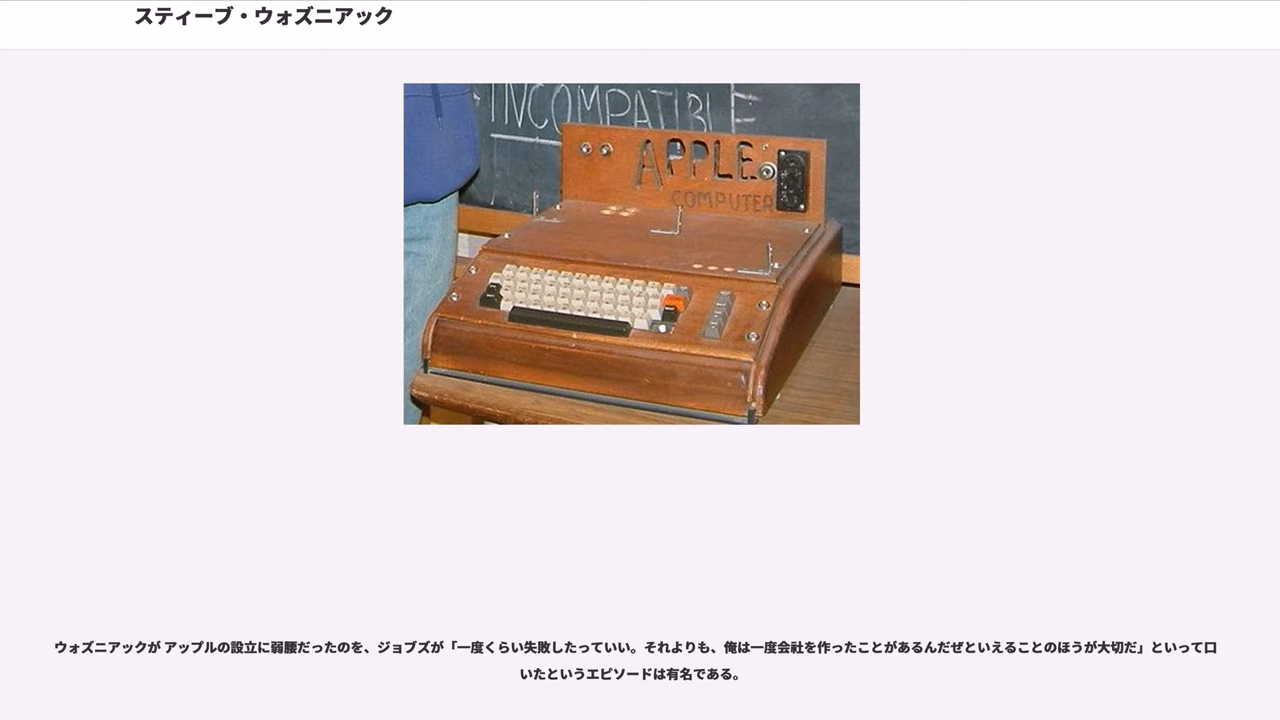 スティーブ・ウォズニアック
INCOMPATIBLE
APPLE
COMPUTER
ウォズニアックが アップルの設立に弱腰だったのを、ジョブズが「一度くらい失敗したっていい。それよりも、俺は一度会社を作ったことがあるんだぜといえることのほうが大切だ」といって口
いたというエピソードは有名である。